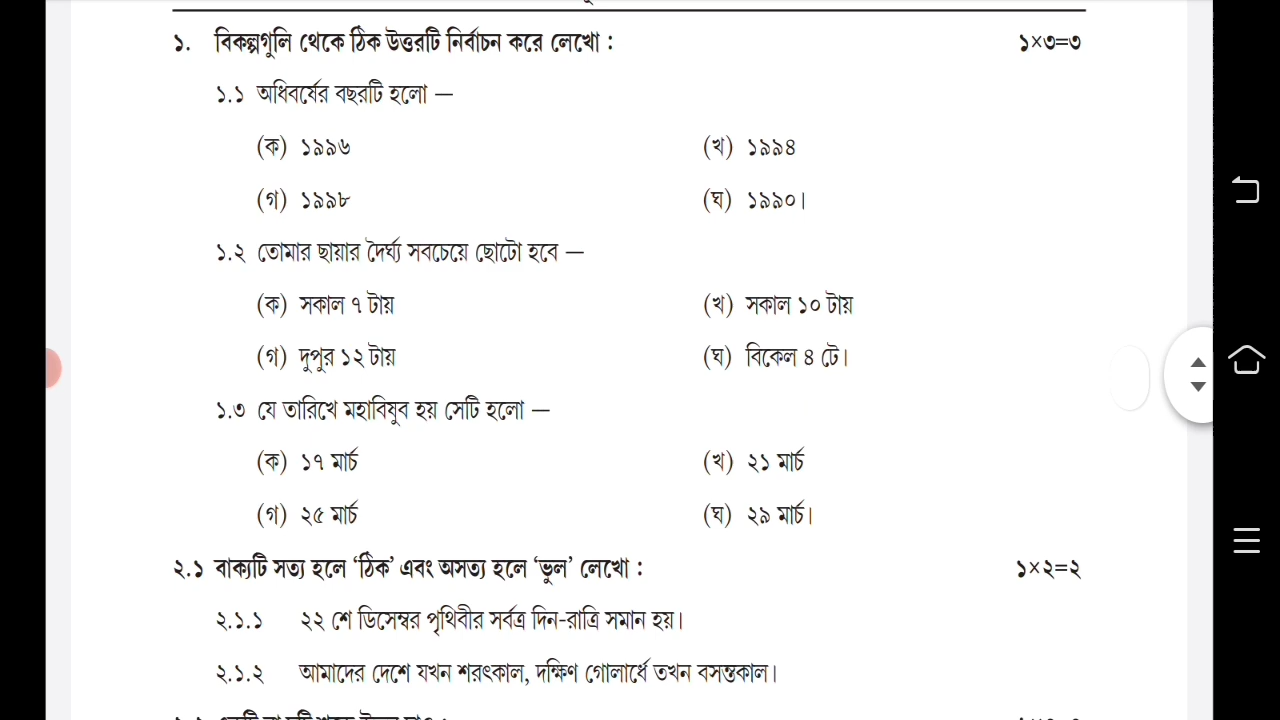 ১. বিকল্পগুলি থেকে ঠিক উত্তরটি নির্বাচন করে লেখো : ১×৩=৩
১.১ অধিবর্ষের বছরটি হলো —
(ক) ১৯৯৬ (খ) ১৯৯৪
(গ) ১৯৯৮ (ঘ) ১৯৯০।
১.২ তোমার ছায়ার দৈর্ঘ্য সবচেয়ে ছোটো হবে —
(ক) সকাল ৭ টায় (খ) সকাল ১০ টায়
(গ) দুপুর ১২ টায় (ঘ) বিকেল ৪ টে।
১.৩ যে তারিখে মহাবিষুব হয় সেটি হলো —
(ক) ১৭ মার্চ (খ) ২১ মার্চ
(গ) ২৫ মার্চ (ঘ) ২৯ মার্চ।
২.১ বাক্যটি সত্য হলে ‘ঠিক’ এবং অসত্য হলে ‘ভুল’ লেখো : ১×২=২
২.১.১ ২২ শে ডিসেম্বর পৃথিবীর সর্বত্র দিন-রাত্রি সমান হয়।
২.১.২ আমাদের দেশে যখন শরৎকাল, দক্ষিণ গোলার্ধে তখন বসন্তকাল।